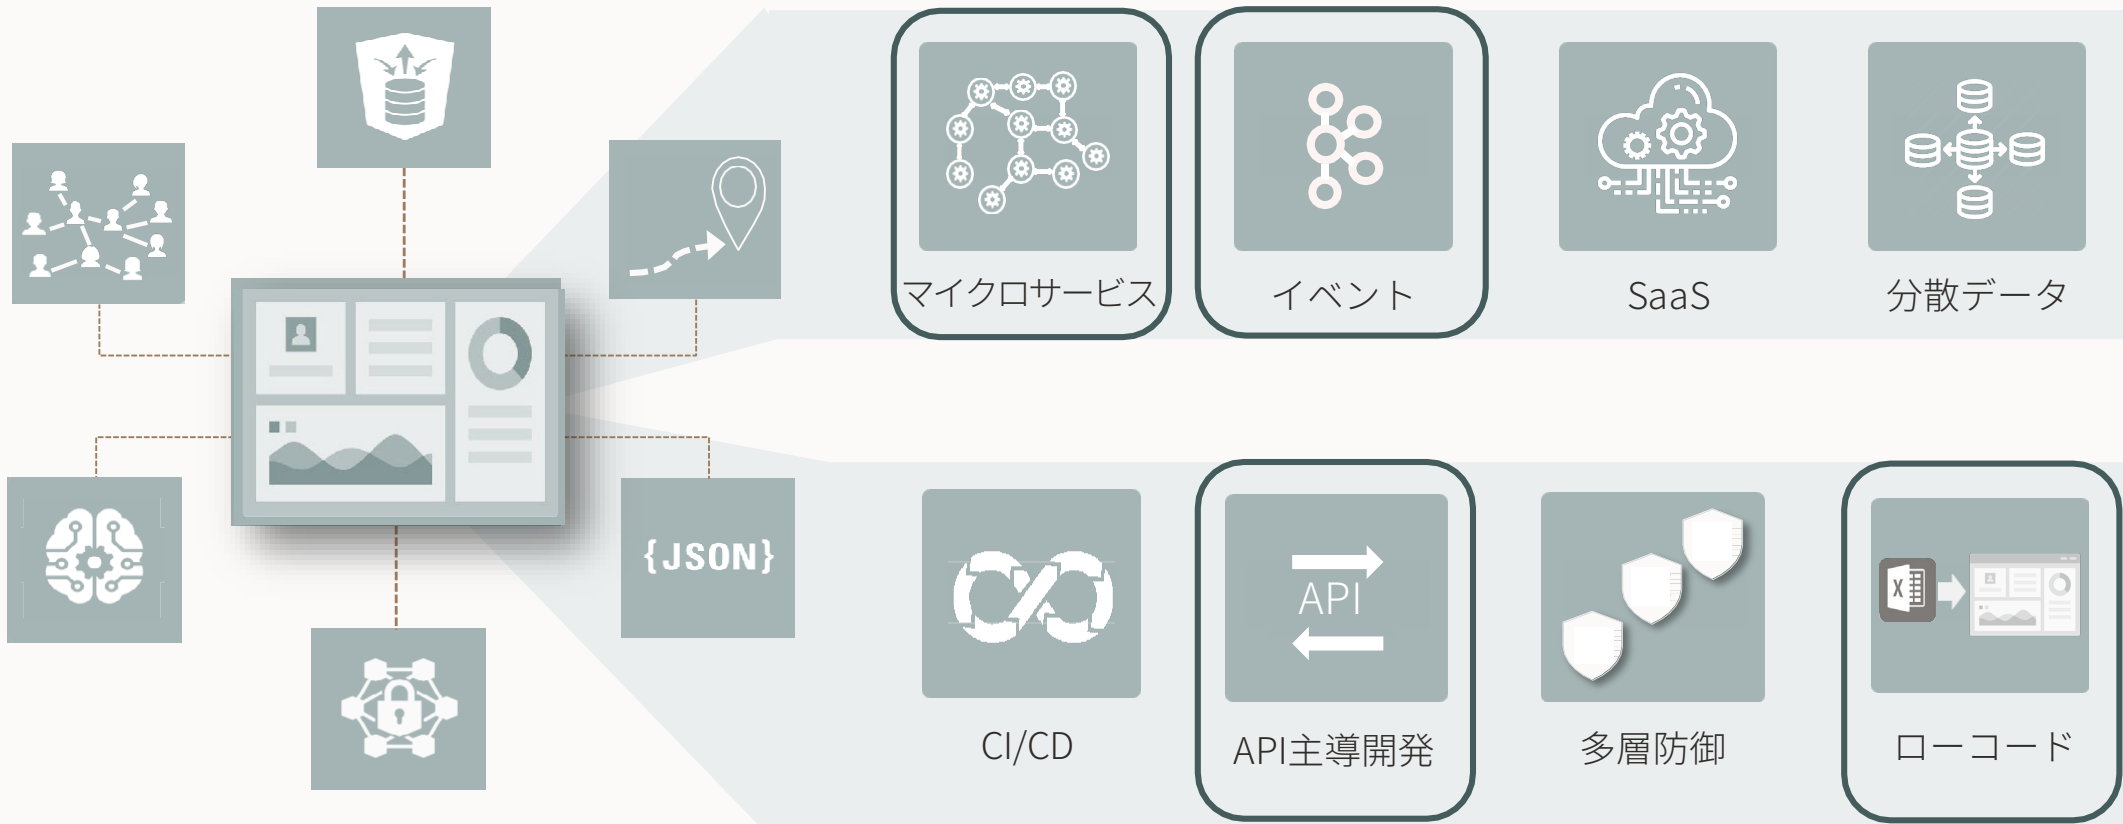 マイクロサービス
イベント
SaaS
分散データ
{JSON}
API
X
CI/CD
API主導開発
多層防御
ローコード